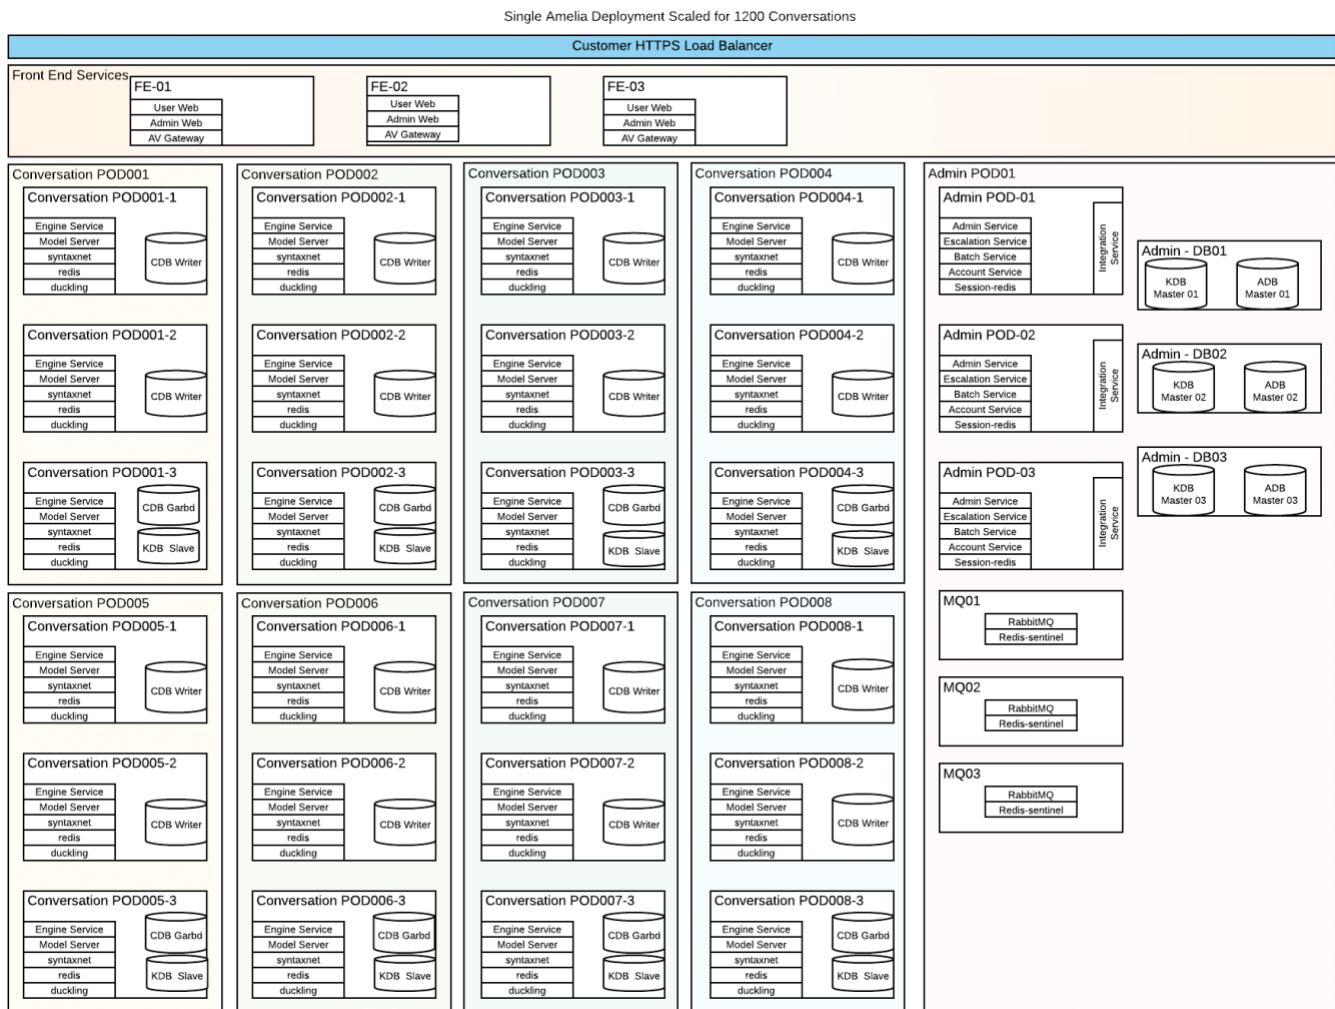 Single Amelia Deployment Scaled for 1200 Conversations
Customer HTTPS Load Balancer
Front End Services
FE-01
User Web
Admin Web
AV Gateway
FE-02
User Web
Admin Web
AV Gateway
FE-03
User Web
Admin Web
AV Gateway
Conversation POD001
Conversation POD001-1
Engine Service
Model Server
syntaxnet
redis
duckling
CDB Writer
Conversation POD001-2
Engine Service
Model Server
syntaxnet
redis
duckling
CDB Writer
Conversation POD001-3
Engine Service
Model Server
syntaxnet
redis
duckling
CDB Garbd
KDB Slave
Conversation POD002
Conversation POD002-1
Engine Service
Model Server
syntaxnet
redis
duckling
CDB Writer
Conversation POD002-2
Engine Service
Model Server
syntaxnet
redis
duckling
CDB Writer
Conversation POD002-3
Engine Service
Model Server
syntaxnet
redis
duckling
CDB Garbd
KDB Slave
Conversation POD003
Conversation POD003-1
Engine Service
Model Server
syntaxnet
redis
duckling
CDB Writer
Conversation POD003-2
Engine Service
Model Server
syntaxnet
redis
duckling
CDB Writer
Conversation POD003-3
Engine Service
Model Server
syntaxnet
redis
duckling
CDB Garbd
KDB Slave
Conversation POD004
Conversation POD004-1
Engine Service
Model Server
syntaxnet
redis
duckling
CDB Writer
Conversation POD004-2
Engine Service
Model Server
syntaxnet
redis
duckling
CDB Writer
Conversation POD004-3
Engine Service
Model Server
syntaxnet
redis
duckling
CDB Garbd
KDB Slave
Admin POD01
Admin POD-01
Admin Service
Escalation Service
Batch Service
Account Service
Session-redis
Integration
Service
Admin - DB01
KDB
Master 01
ADB
Master 01
Admin POD-02
Admin Service
Escalation Service
Batch Service
Account Service
Session-redis
Integration
Service
Admin - DB02
KDB
Master 02
ADB
Master 02
Admin POD-03
Admin Service
Escalation Service
Batch Service
Account Service
Session-redis
Integration
Service
Admin - DB03
KDB
Master 03
ADB
Master 03
MQ01
RabbitMQ
Redis-sentinel
MQ02
RabbitMQ
Redis-sentinel
MQ03
RabbitMQ
Redis-sentinel
Conversation POD005
Conversation POD005-1
Engine Service
Model Server
syntaxnet
redis
duckling
CDB Writer
Conversation POD005-2
Engine Service
Model Server
syntaxnet
redis
duckling
CDB Writer
Conversation POD005-3
Engine Service
Model Server
syntaxnet
redis
duckling
CDB Garbd
KDB Slave
Conversation POD006
Conversation POD006-1
Engine Service
Model Server
syntaxnet
redis
duckling
CDB Writer
Conversation POD006-2
Engine Service
Model Server
syntaxnet
redis
duckling
CDB Writer
Conversation POD006-3
Engine Service
Model Server
syntaxnet
redis
duckling
CDB Garbd
KDB Slave
Conversation POD007
Conversation POD007-1
Engine Service
Model Server
syntaxnet
redis
duckling
CDB Writer
Conversation POD007-2
Engine Service
Model Server
syntaxnet
redis
duckling
CDB Writer
Conversation POD007-3
Engine Service
Model Server
syntaxnet
redis
duckling
CDB Garbd
KDB Slave
Conversation POD008
Conversation POD008-1
Engine Service
Model Server
syntaxnet
redis
duckling
CDB Writer
Conversation POD008-2
Engine Service
Model Server
syntaxnet
redis
duckling
CDB Writer
Conversation POD008-3
Engine Service
Model Server
syntaxnet
redis
duckling
CDB Garbd
KDB Slave